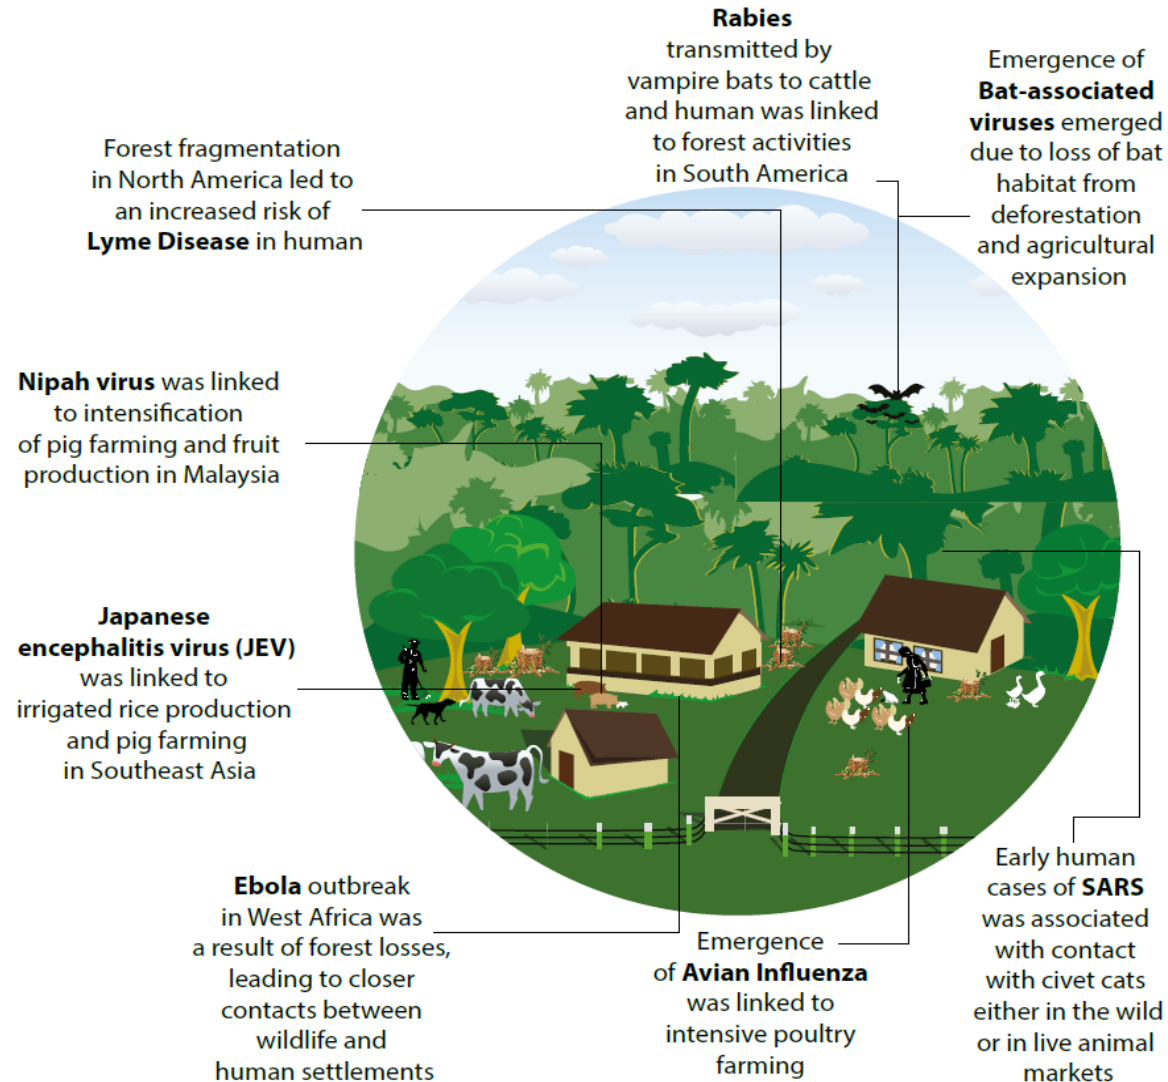 Rabies
transmitted by
vampire bats to cattle
and human was linked
to forest activities
in South America
Emergence of
Bat-associated
viruses emerged
due to loss of bat
habitat from
deforestation
and agricultural
expansion
Forest fragmentation
in North America led to
an increased risk of
Lyme Disease in human
Nipah virus was linked
to intensification
of pig farming and fruit
production in Malaysia
Japanese
encephalitis virus (JEV)
was linked to
irrigated rice production
and pig farming
in Southeast Asia
Ebola outbreak
in West Africa was
a result of forest losses,
leading to closer
contacts between
wildlife and
human settlements
Emergence
of Avian Influenza
was linked to
intensive poultry
farming
Early human
cases of SARS
was associated
with contact
with civet cats
either in the wild
or in live animal
markets